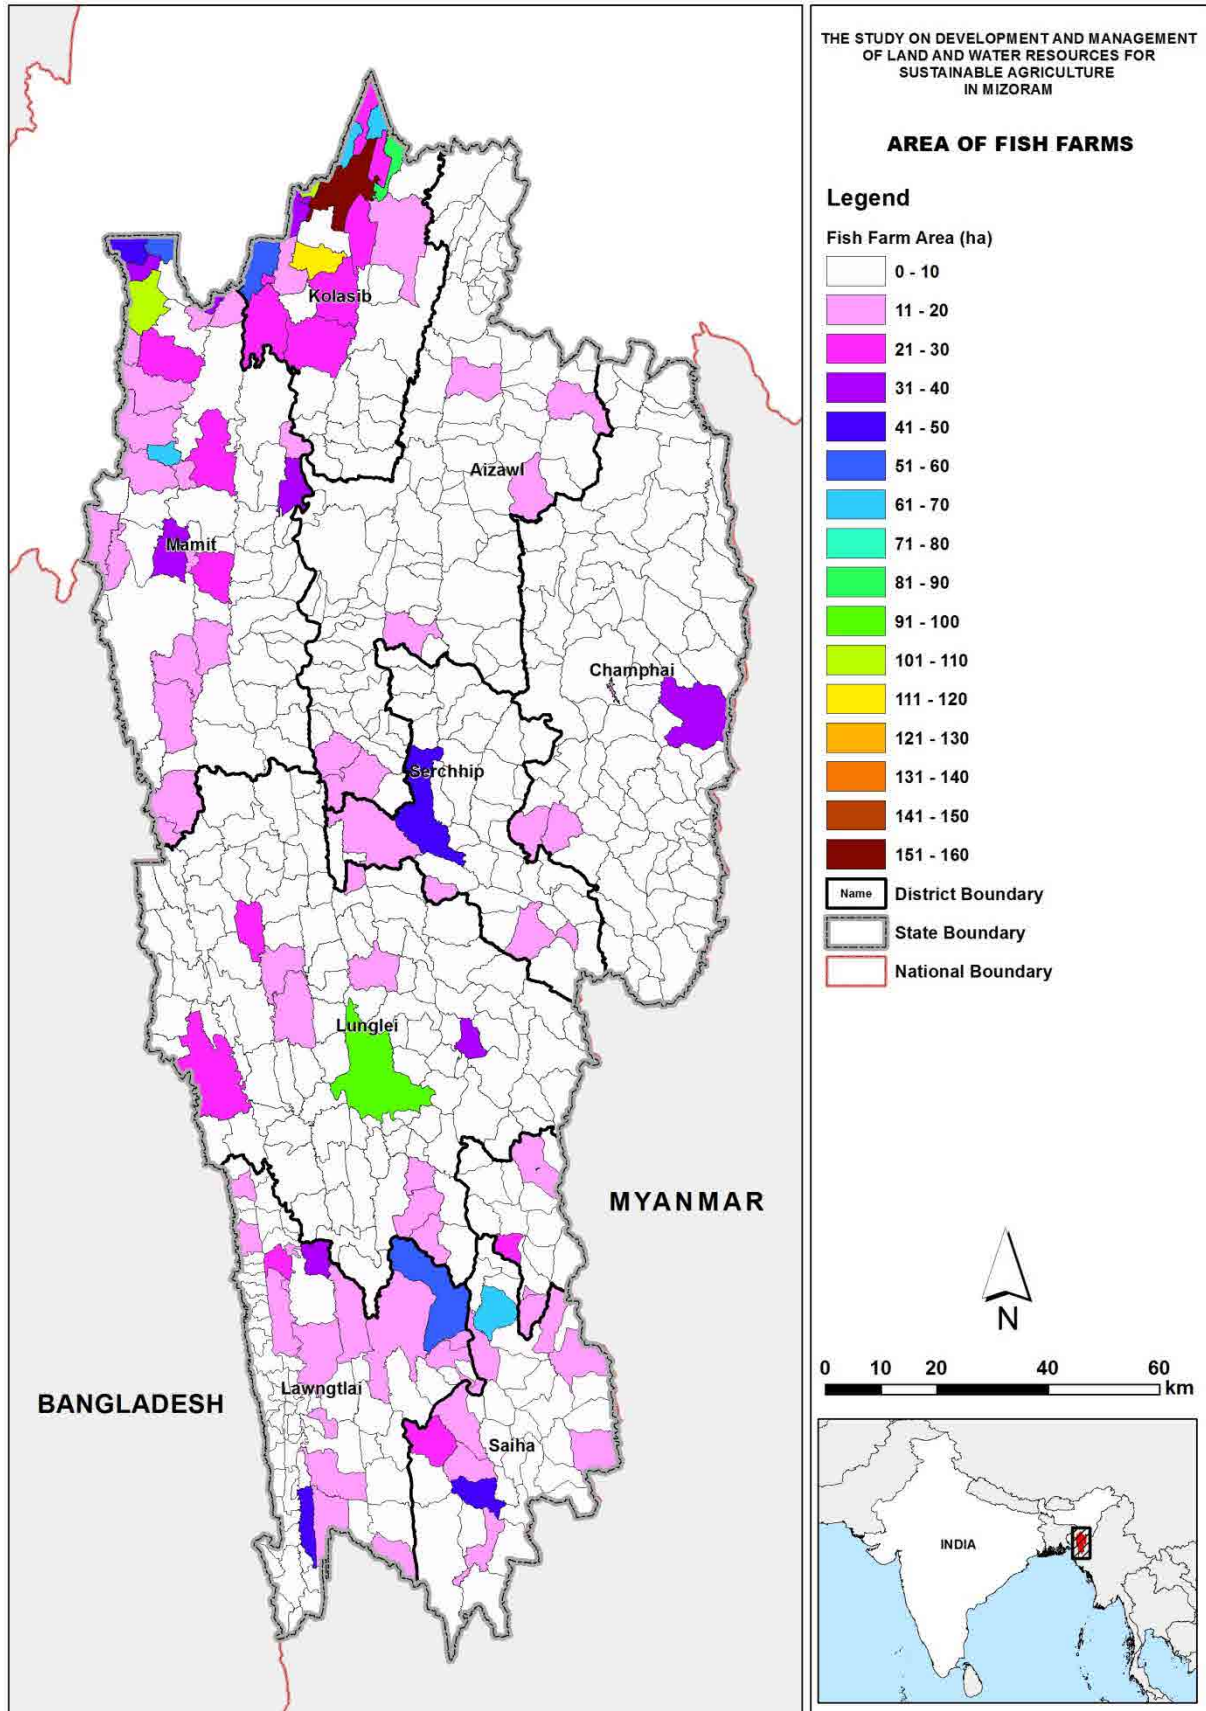 THE STUDY ON DEVELOPMENT AND MANAGEMENT
OF LAND AND WATER RESOURCES FOR
SUSTAINABLE AGRICULTURE
IN MIZORAM
AREA OF FISH FARMS
Legend
Fish Farm Area (ha)
0 - 10
11 - 20
21 - 30
31 - 40
41 - 50
51 - 60
61 - 70
71 - 80
81 - 90
91 - 100
101 - 110
111 - 120
121 - 130
131 - 140
141 - 150
151 - 160
Name District Boundary
State Boundary
National Boundary
Kolasib
Aizawl
Mamit
Champhai
Serchhip
Lunglei
MYANMAR
Lawngtlai
BANGLADESH
Saiha
N
0 10 20 40 60
km
INDIA